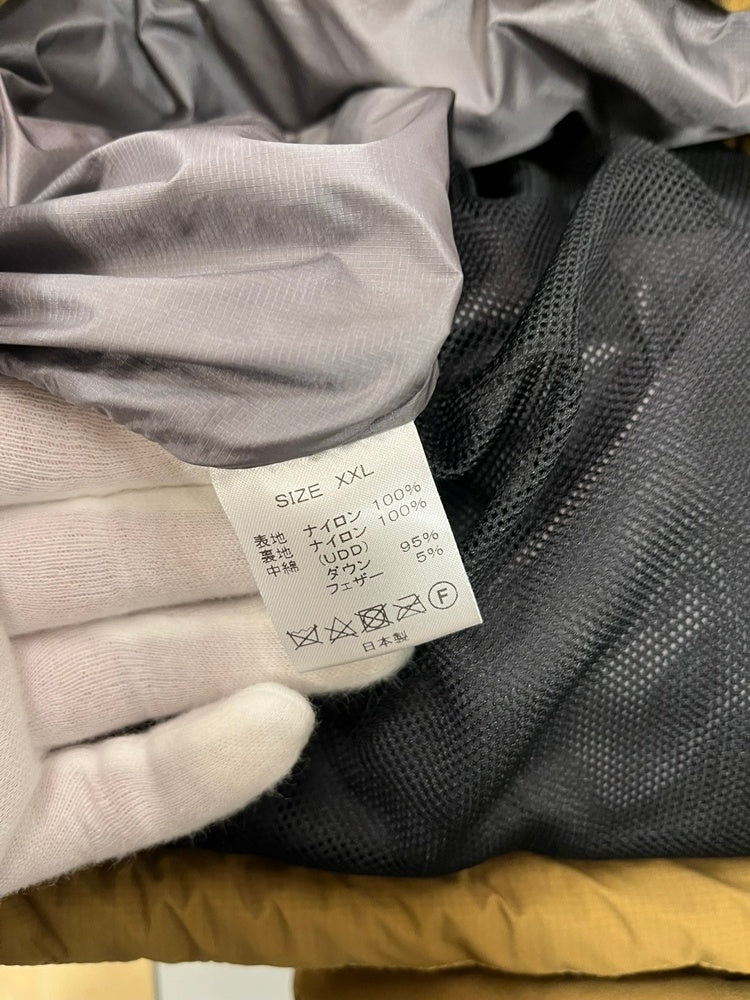 SIZE XXL
表地 ナイロン 100%
裏地 ナイロン 100%
中綿 (UDD)
ダウン 95%
フェザー 5%
F
日本製